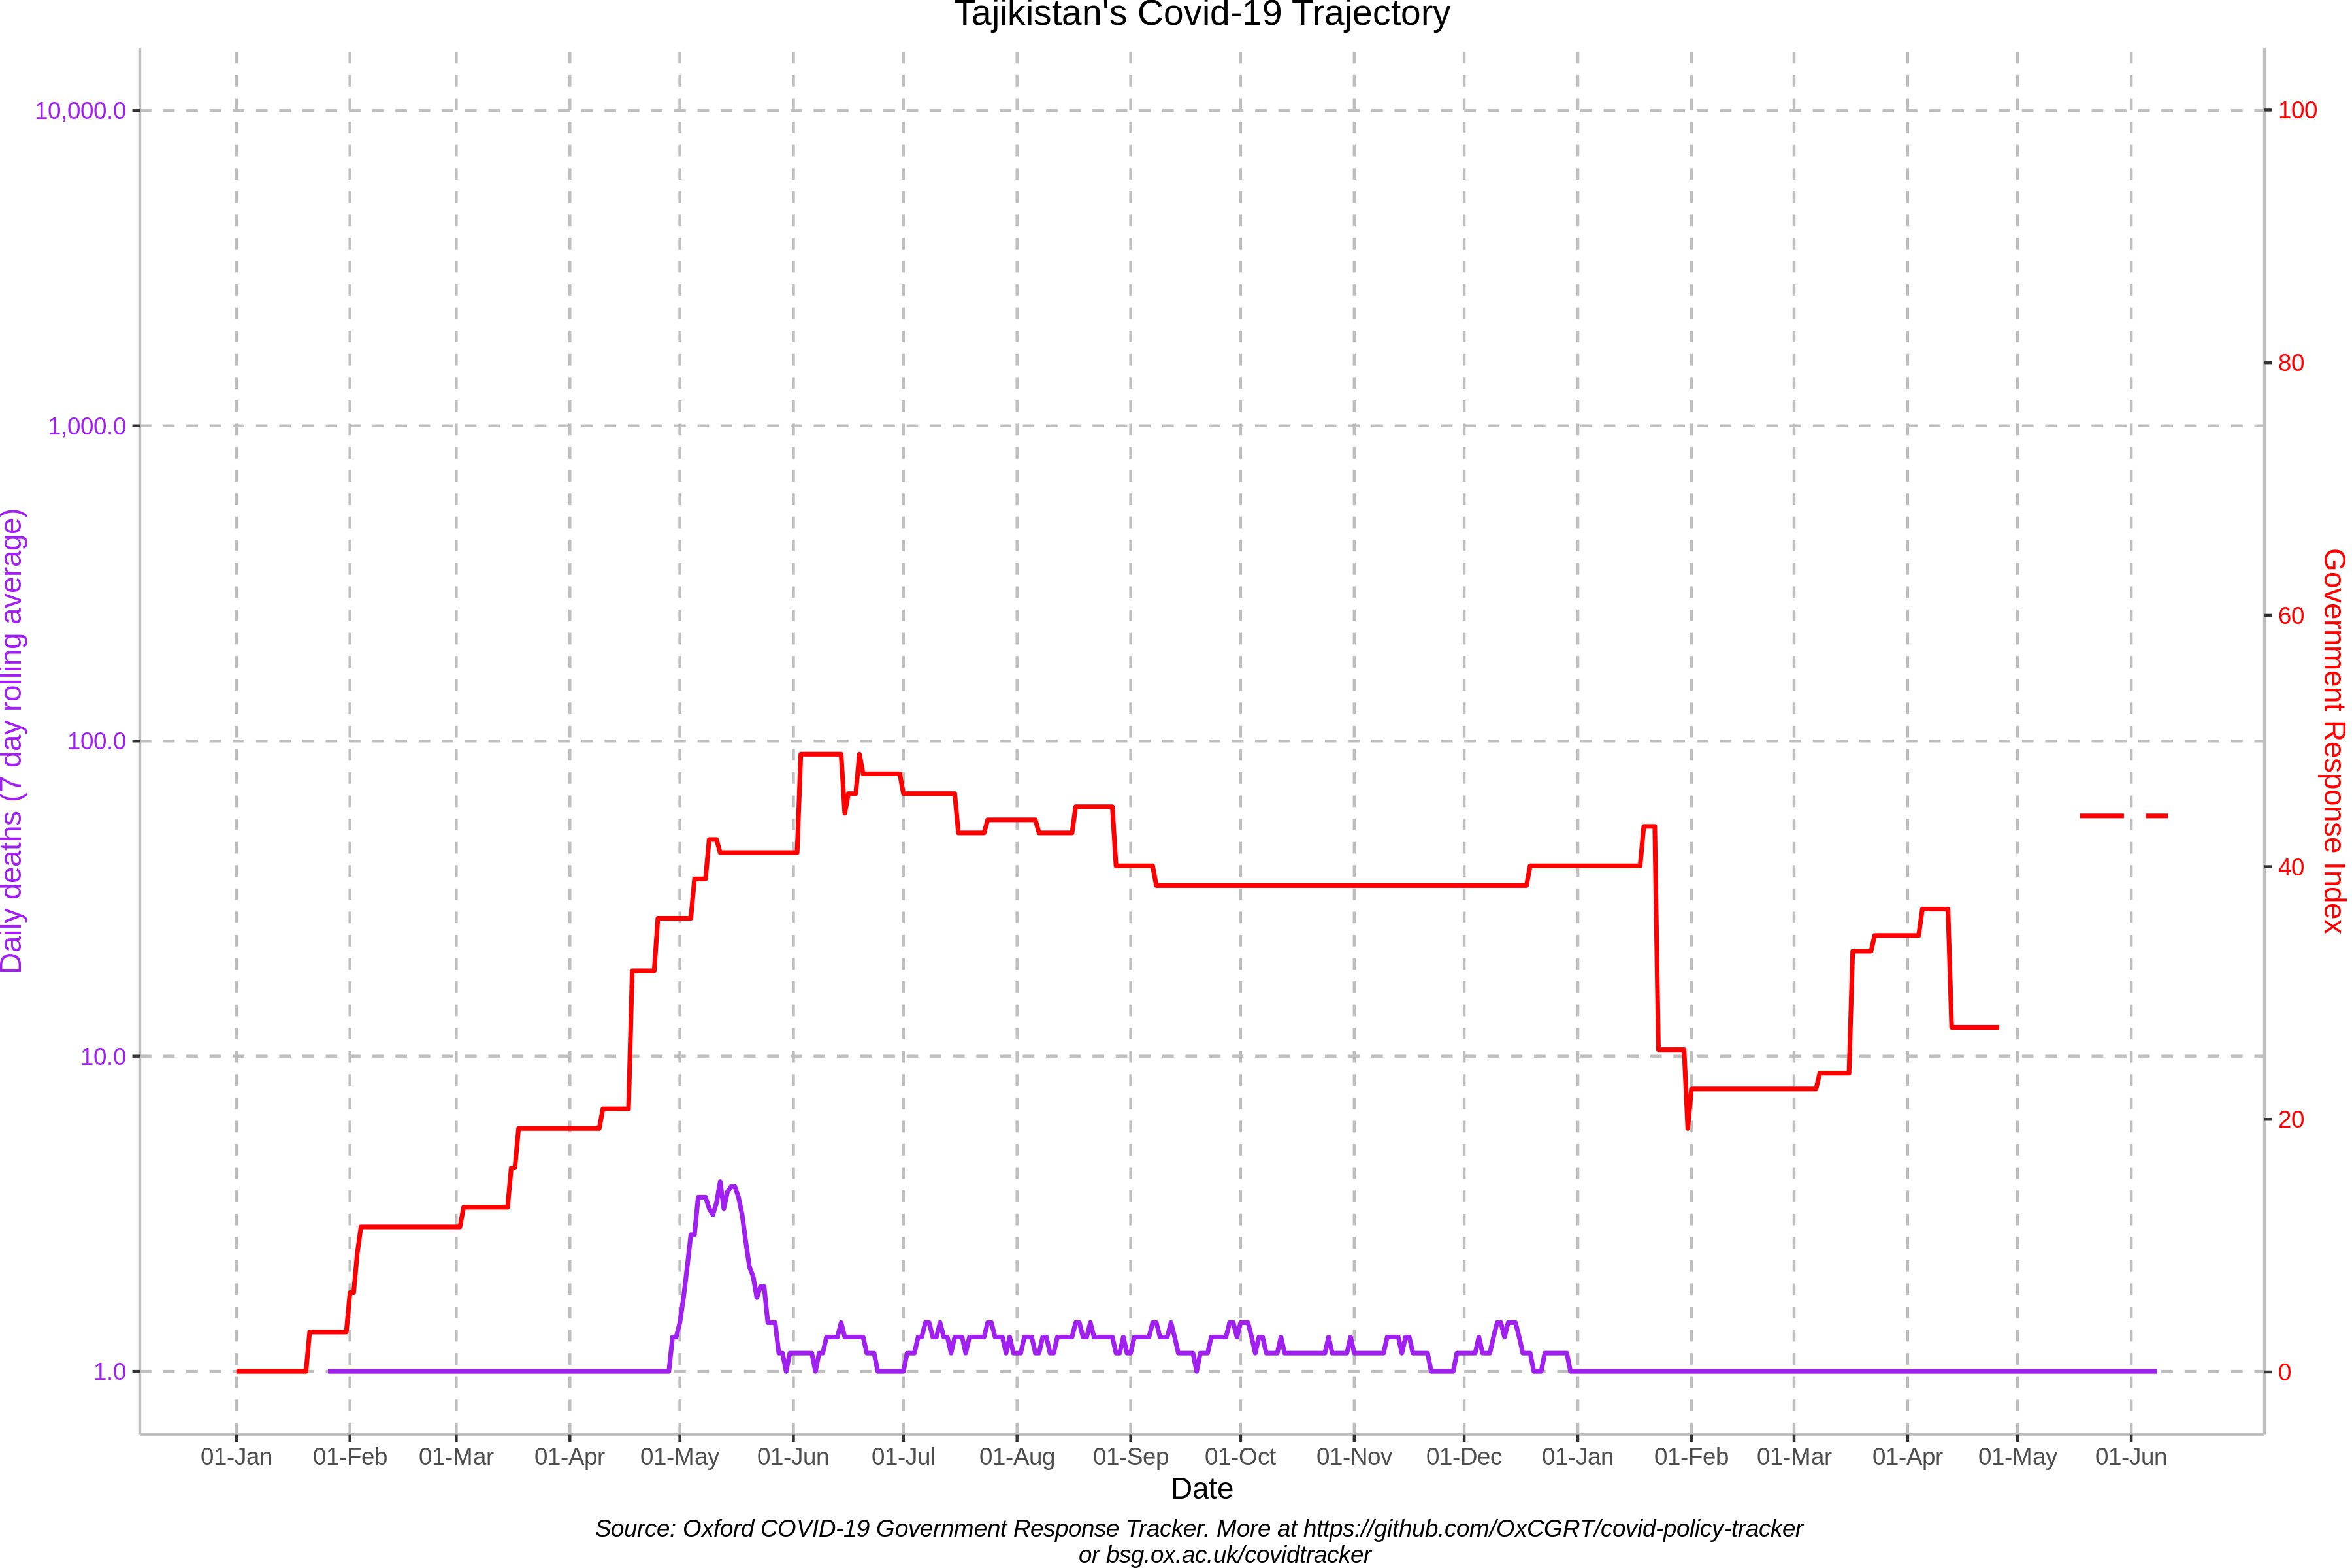 Tajikistan's Covid-19 Trajectory
10,000.0
1,000.0
100.0
10.0
1.0
Daily deaths (7 day rolling average)
100
80
60
40
20
0
Government Response Index
01-Jan 01-Feb 01-Mar 01-Apr 01-May 01-Jun 01-Jul 01-Aug 01-Sep 01-Oct 01-Nov 01-Dec 01-Jan 01-Feb 01-Mar 01-Apr 01-May 01-Jun
Date
Source: Oxford COVID-19 Government Response Tracker. More at https://github.com/OxCGRT/covid-policy-tracker
or bsg.ox.ac.uk/covidtracker